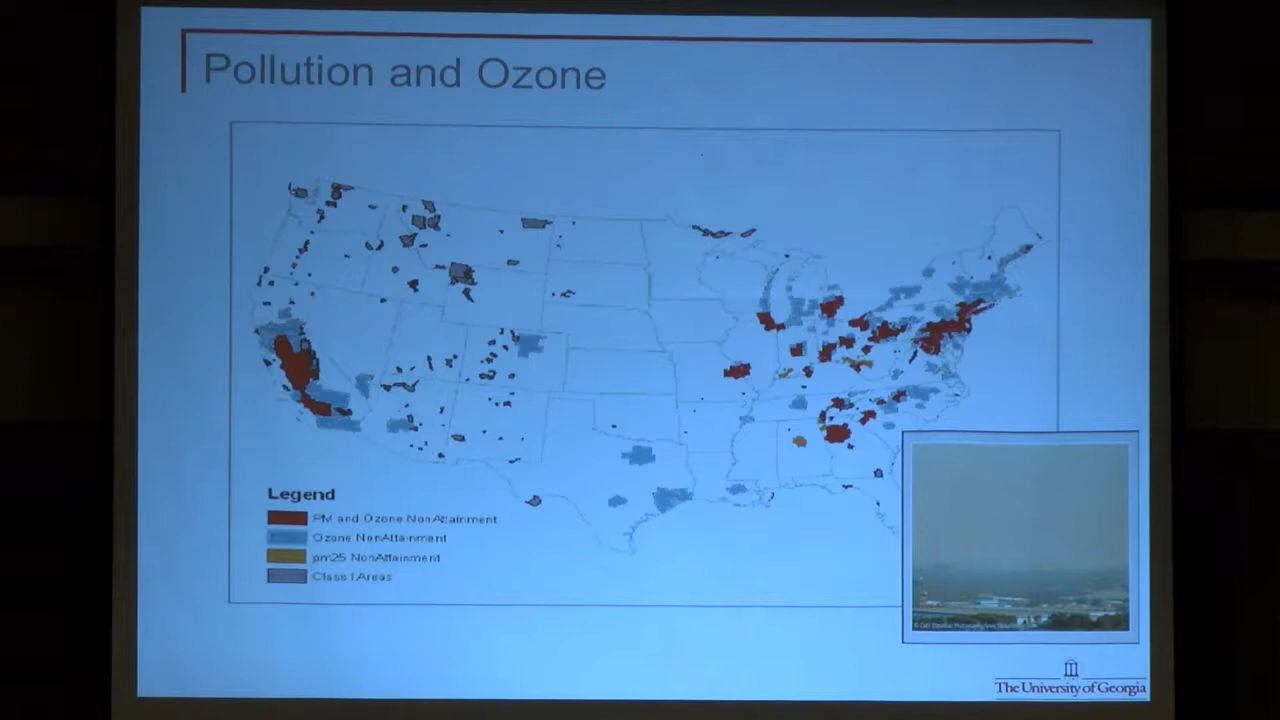 Pollution and Ozone
Legend
PM and Ozone NonAttainment
Ozone NonAttainment
pm25 NonAttainment
Class I Areas
The University of Georgia